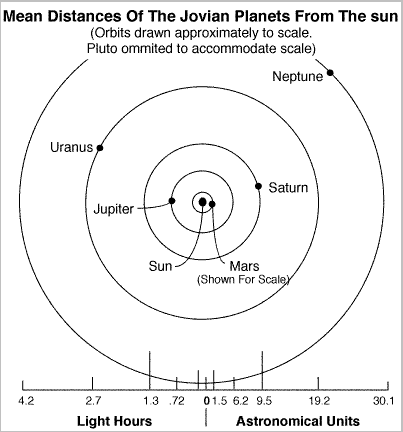 Mean Distances Of The Jovian Planets From The sun
(Orbits drawn approximately to scale.
Pluto ommited to accommodate scale)
Neptune
Uranus
Saturn
Jupiter
Sun
Mars
(Shown For Scale)
4.2 2.7 1.3 .72 0 1.5 6.2 9.5 19.2 30.1
Light Hours Astronomical Units